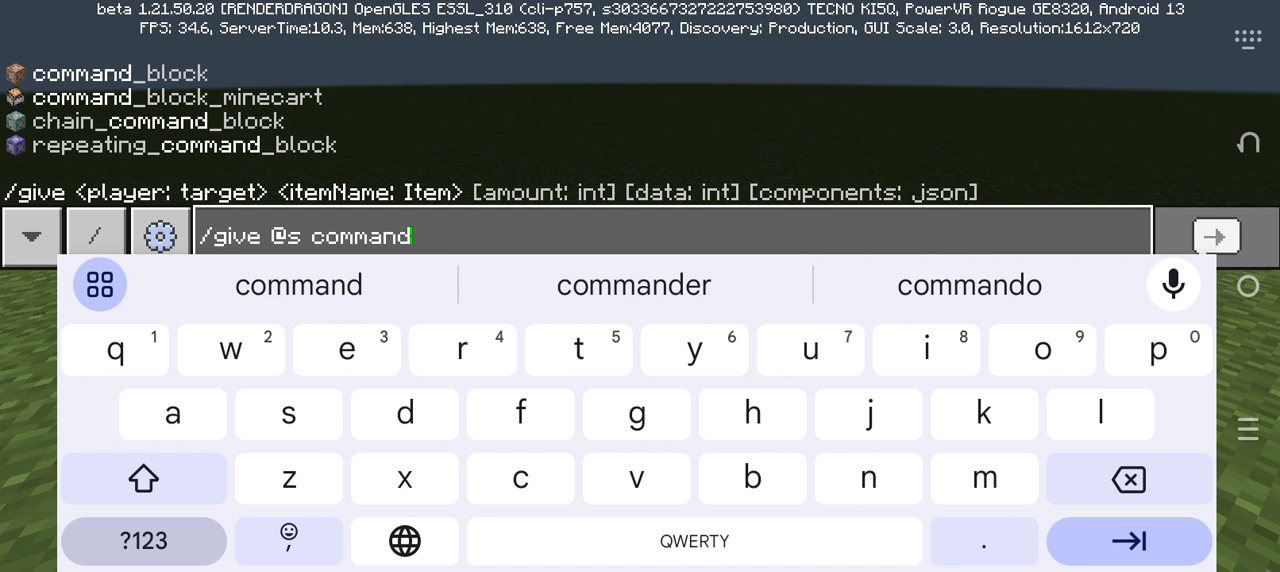 beta 1.21.50.20 [RENDERDRAGON] OpenGLES ESSL_310 (cli-p757, s30336673272227​53980) TECNO KI5Q, PowerVR Rogue GE8320, Android 13
FPS: 34.6, ServerTime:10.3, Mem:638, Highest Mem:638, Free Mem:4077, Discovery: Production, GUI Scale: 3.0, Resolution:1612x720
command_block
command_block_minecart
chain_command_block
repeating_command_block
/give <player: target> <itemName: Item> [amount: int] [data: int] [components: json]
/ /give @s command
command commander commando
q 1 w 2 e 3 r 4 t 5 y 6 u 7 i 8 o 9 p 0
a s d f g h j k l
z x c v b n m
?123 , QWERTY .